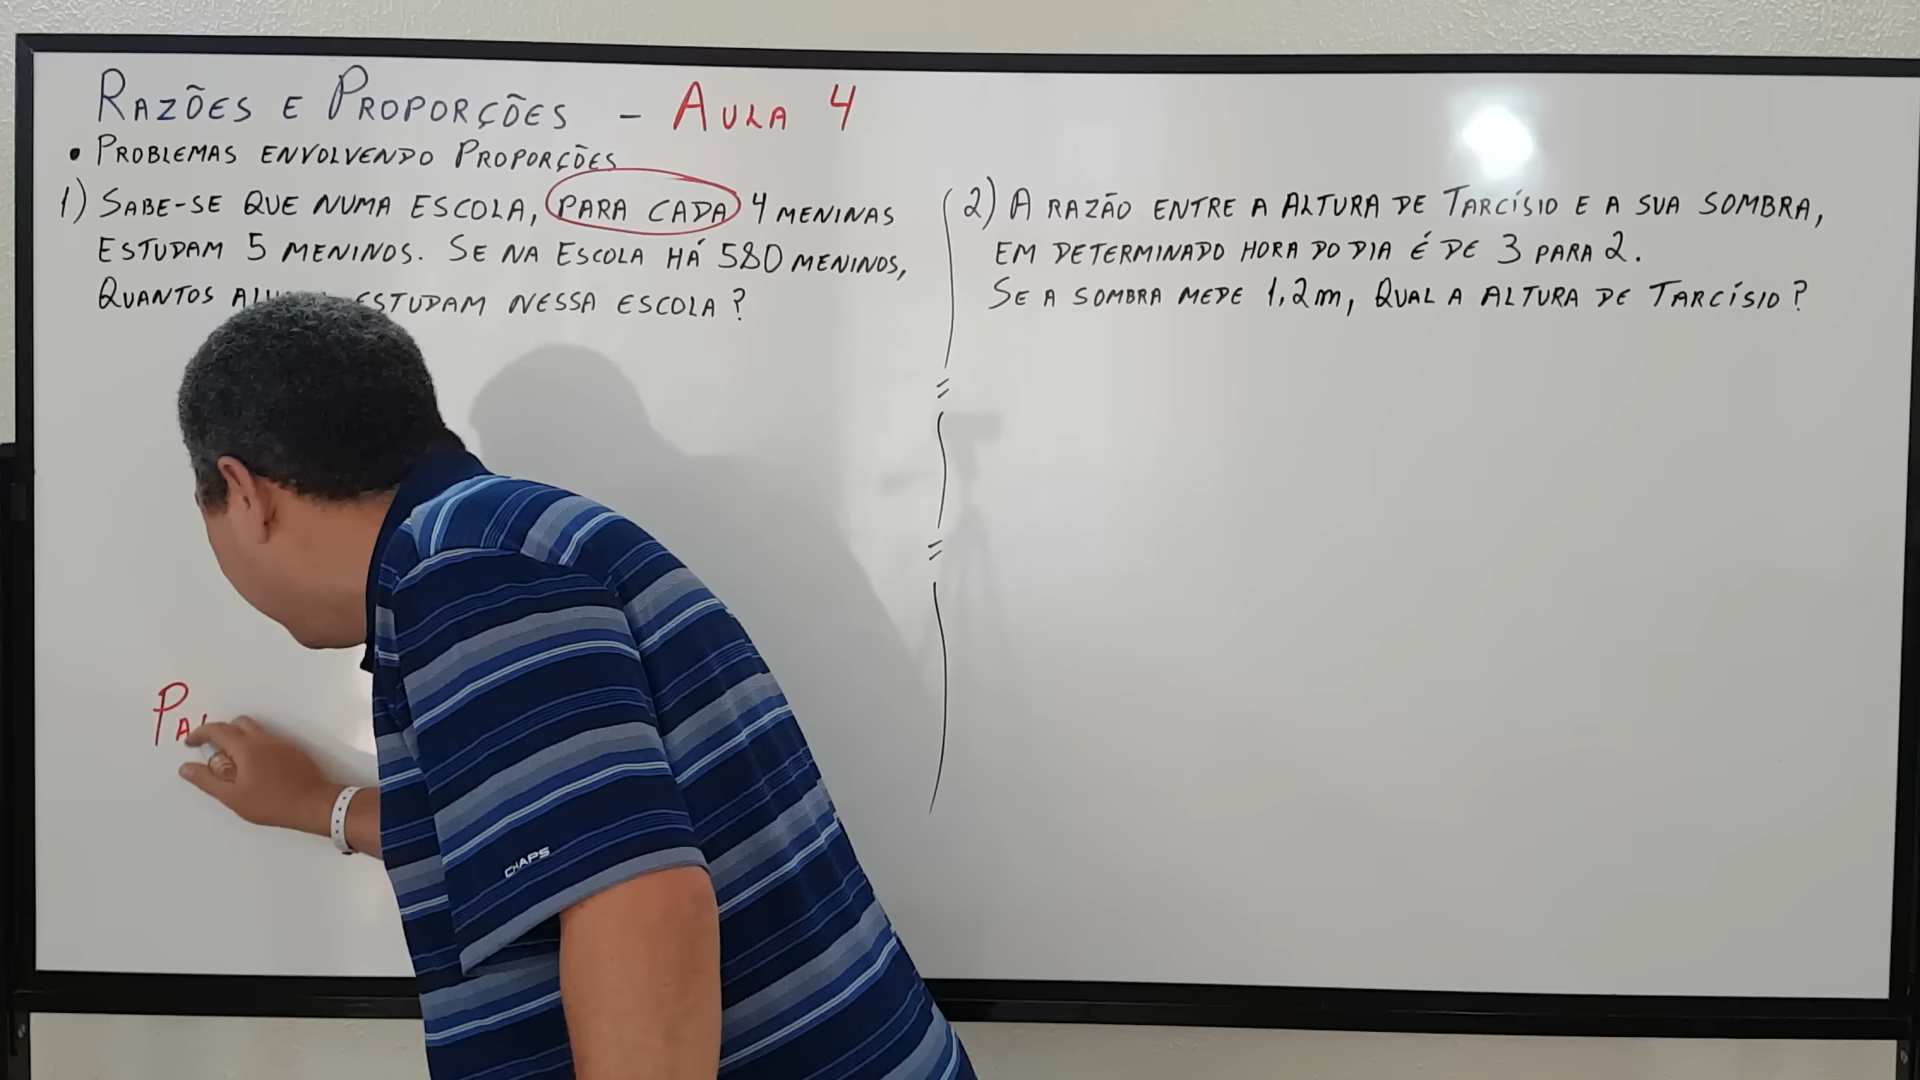 RAZÕES E PROPORÇÕES - AULA 4
• PROBLEMAS ENVOLVENDO PROPORÇÕES
1) SABE-SE QUE NUMA ESCOLA, PARA CADA 4 MENINAS
ESTUDAM 5 MENINOS. SE NA ESCOLA HÁ 580 MENINOS,
QUANTOS ESTUDAM NESSA ESCOLA?
2) A RAZÃO ENTRE A ALTURA DE TARCÍSIO E A SUA SOMBRA,
EM DETERMINADO HORA DO DIA É DE 3 PARA 2.
SE A SOMBRA MEDE 1,2m, QUAL A ALTURA DE TARCÍSIO?
CHAPS